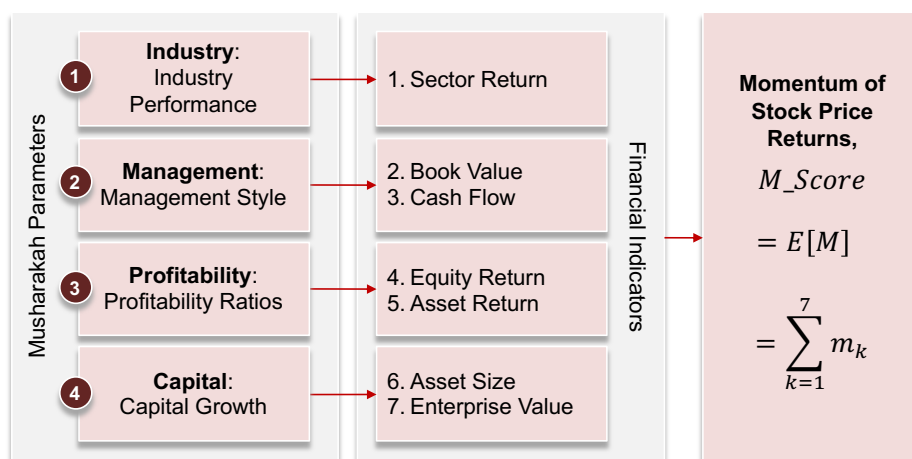 Musharakah Parameters
1
Industry:
Industry
Performance
2
Management:
Management Style
3
Profitability:
Profitability Ratios
4
Capital:
Capital Growth
1. Sector Return
2. Book Value
3. Cash Flow
4. Equity Return
5. Asset Return
6. Asset Size
7. Enterprise Value
Financial Indicators
Momentum of
Stock Price
Returns,
M_Score
= E[M]
7
= ∑ m_k
k=1